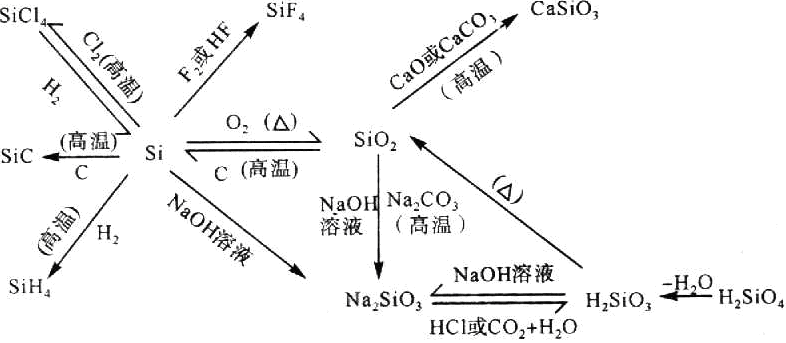 SiCl₄
SiF₄
CaSiO₃
Cl₂(高温)
H₂
F₂或HF
CaO或CaCO₃
(高温)
O₂ (△)
SiC
(高温)
C
Si
C (高温)
SiO₂
(△)
(高温)
H₂
NaOH溶液
NaOH
溶液
Na₂CO₃
(高温)
SiH₄
NaOH溶液
Na₂SiO₃
H₂SiO₃
−H₂O
H₂SiO₄
HCl或CO₂+H₂O